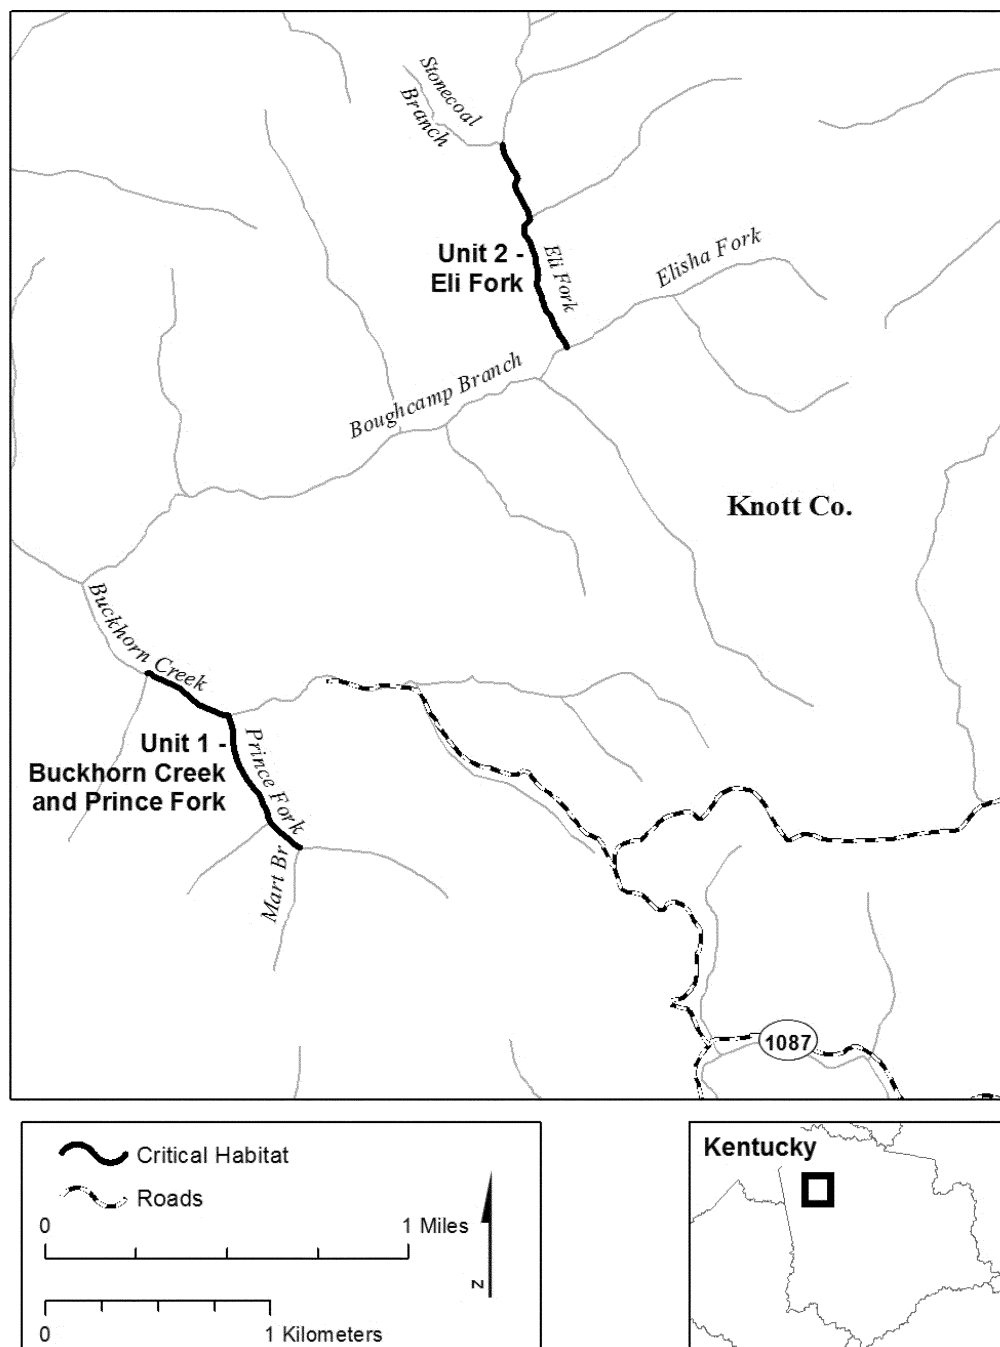 Stonecoal
Branch
Unit 2 -
Eli Fork
Eli Fork
Elisha Fork
Boughcamp Branch
Knott Co.
Buckhorn Creek
Unit 1 -
Buckhorn Creek
and Prince Fork
Prince Fork
Mart Br
1087
Critical Habitat
Roads
0 1 Miles
0 1 Kilometers
N
Kentucky